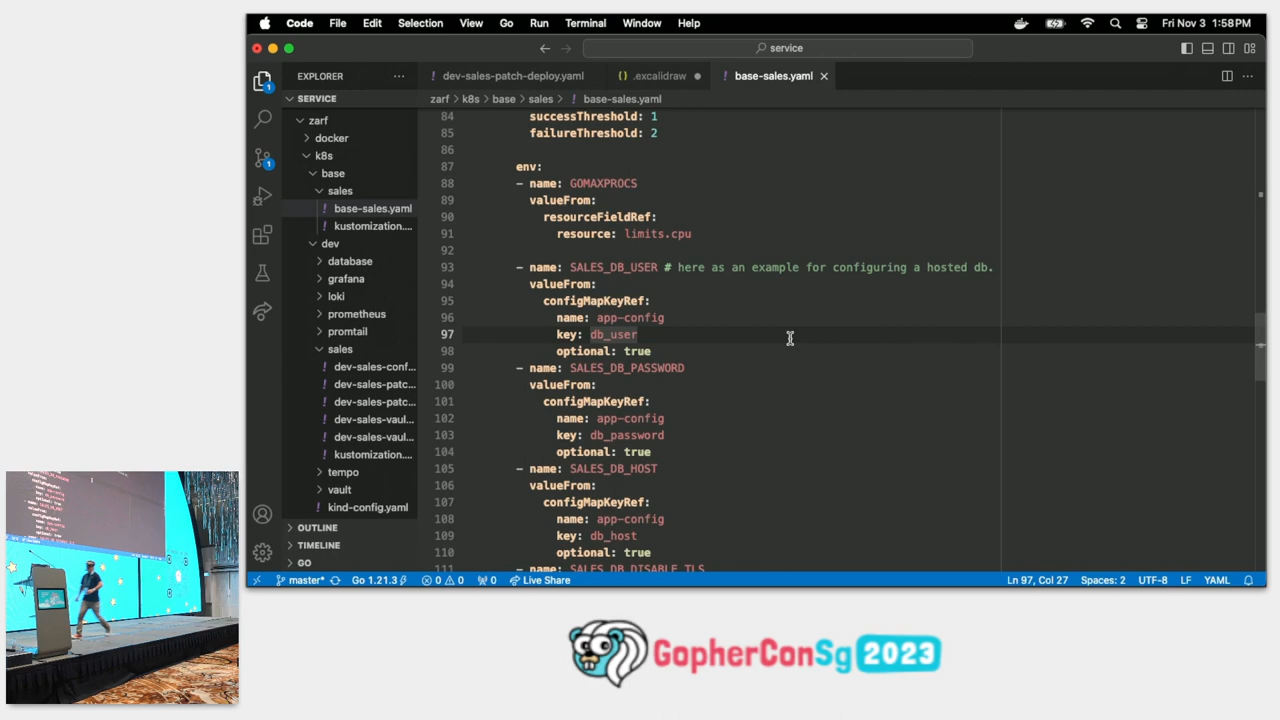 Code File Edit Selection View Go Run Terminal Window Help
Fri Nov 3 1:58 PM
service
EXPLORER
dev-sales-patch-deploy.yaml
.excalidraw
base-sales.yaml
SERVICE
zarf > k8s > base > sales > ! base-sales.yaml
zarf
docker
k8s
base
sales
! base-sales.yaml
! kustomization....
dev
database
grafana
loki
prometheus
promtail
sales
! dev-sales-conf...
! dev-sales-patc...
! dev-sales-patc...
! dev-sales-vaul...
! dev-sales-vaul...
! kustomization....
tempo
vault
! kind-config.yaml
OUTLINE
TIMELINE
GO
84 successThreshold: 1
85 failureThreshold: 2
86
87 env:
88 - name: GOMAXPROCS
89 valueFrom:
90 resourceFieldRef:
91 resource: limits.cpu
92
93 - name: SALES_DB_USER # here as an example for configuring a hosted db.
94 valueFrom:
95 configMapKeyRef:
96 name: app-config
97 key: db_user
98 optional: true
99 - name: SALES_DB_PASSWORD
100 valueFrom:
101 configMapKeyRef:
102 name: app-config
103 key: db_password
104 optional: true
105 - name: SALES_DB_HOST
106 valueFrom:
107 configMapKeyRef:
108 name: app-config
109 key: db_host
110 optional: true
111 - name: SALES_DB_DISABLE_TLS
master* Go 1.21.3 0 0 0 Live Share
Ln 97, Col 27 Spaces: 2 UTF-8 LF YAML
GopherConSg 2023